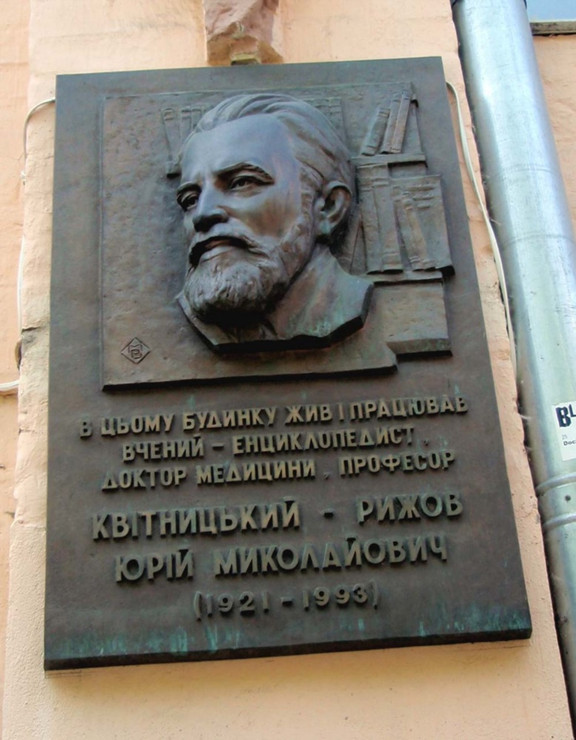 В ЦЬОМУ БУДИНКУ ЖИВ І ПРАЦЮВАВ
ВЧЕНИЙ - ЕНЦИКЛОПЕДИСТ,
ДОКТОР МЕДИЦИНИ, ПРОФЕСОР
КВІТНИЦЬКИЙ - РИЖОВ
ЮРІЙ МИКОЛАЙОВИЧ
(1921 - 1993)